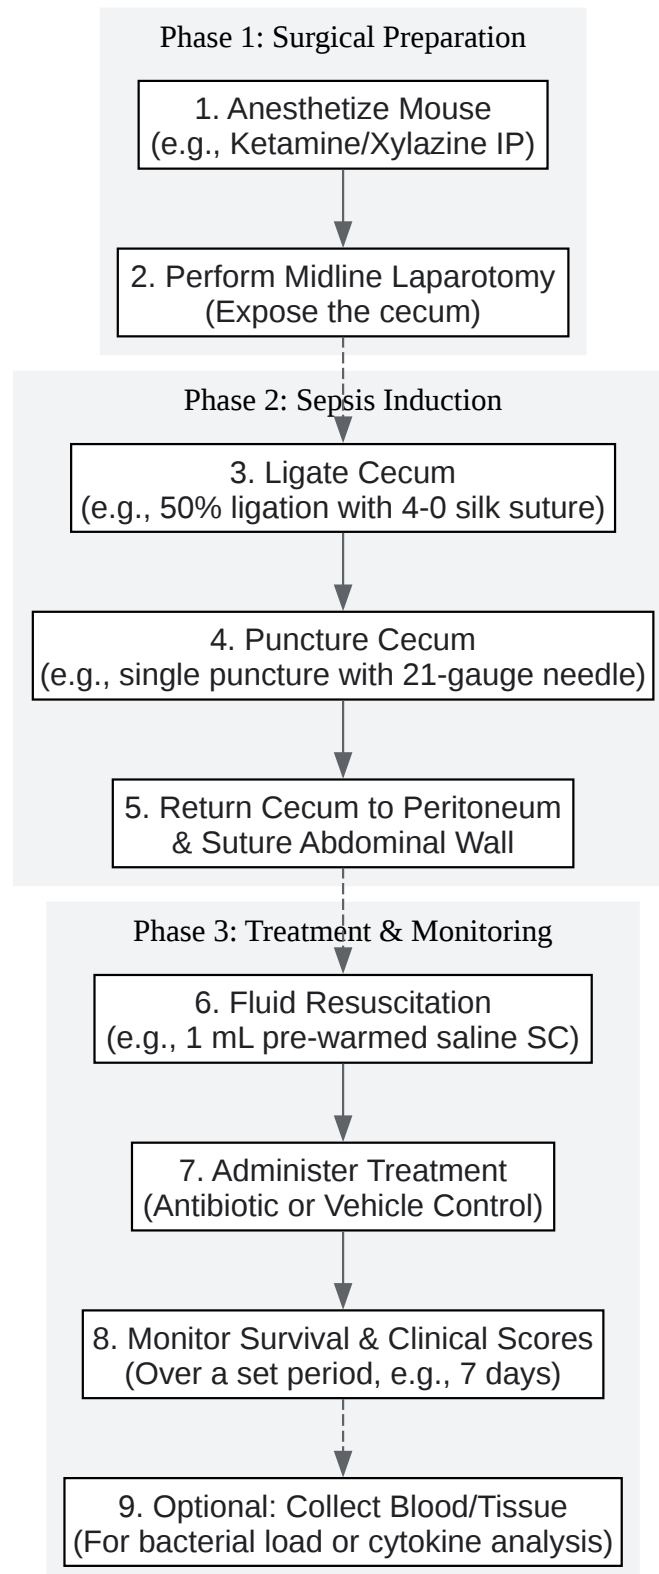 Phase 1: Surgical Preparation
1. Anesthetize Mouse
(e.g., Ketamine/Xylazine IP)
2. Perform Midline Laparotomy
(Expose the cecum)
Phase 2: Sepsis Induction
3. Ligate Cecum
(e.g., 50% ligation with 4-0 silk suture)
4. Puncture Cecum
(e.g., single puncture with 21-gauge needle)
5. Return Cecum to Peritoneum
& Suture Abdominal Wall
Phase 3: Treatment & Monitoring
6. Fluid Resuscitation
(e.g., 1 mL pre-warmed saline SC)
7. Administer Treatment
(Antibiotic or Vehicle Control)
8. Monitor Survival & Clinical Scores
(Over a set period, e.g., 7 days)
9. Optional: Collect Blood/Tissue
(For bacterial load or cytokine analysis)